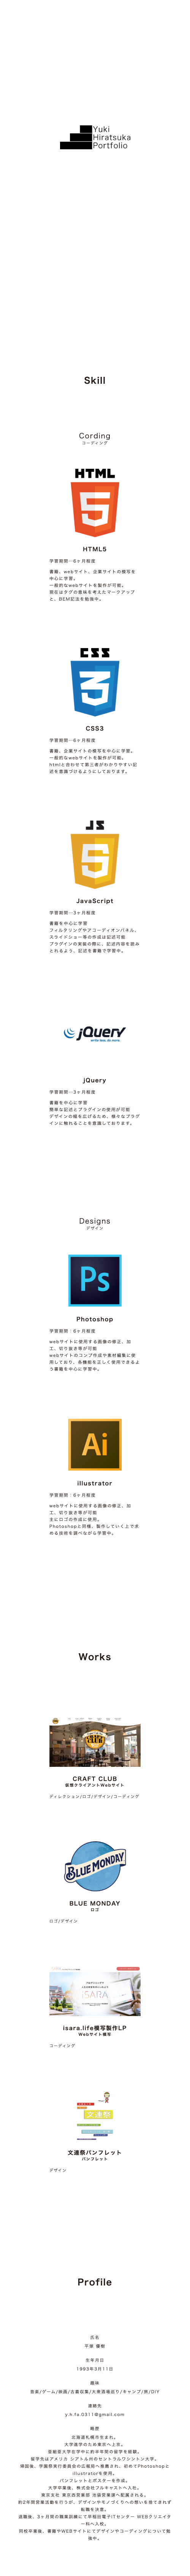 Yuki
Hiratsuka
Portfolio
Skill
Cording
コーディング
HTML
5
HTML5
学習期間：6ヶ月程度
書籍、webサイト、企業サイトの模写を
中心に学習。
一般的なwebサイトを製作が可能。
現在はタグの意味を考えたマークアップ
と、BEM記法を勉強中。
CSS
3
CSS3
学習期間：6ヶ月程度
書籍、企業サイトの模写を中心に学習。
一般的なwebサイトを製作が可能。
htmlと合わせて第三者がわかりやすい記
述を意識づけるようにしております。
JS
5
JavaScript
学習期間：3ヶ月程度
書籍を中心に学習
フィルタリングやアコーディオンパネル、
スライドショー等の作成は記述可能
プラグインの実装の際に、記述内容を読み
とれるよう、記述を書籍で学習中。
jQuery
write less, do more.
jQuery
学習期間：3ヶ月程度
書籍を中心に学習
簡単な記述とプラグインの使用が可能
デザインの幅を広げるため、様々なプラグ
インに触れることを意識しております。
Designs
デザイン
Ps
Photoshop
学習期間：6ヶ月程度
webサイトに使用する画像の修正、加
工、切り抜き等が可能
webサイトのコンプ作成や素材編集に使
用しており、各機能を正しく使用できるよ
う書籍を中心に学習中。
Ai
illustrator
学習期間：6ヶ月程度
webサイトに使用する画像の修正、加
工、切り抜き等が可能
主にロゴの作成に使用。
Photoshopと同様、製作していく上で求
める技術を調べながら学習中。
Works
CRAFT CLUB
仮想クライアントWebサイト
ディレクション/ロゴ/デザイン/コーディング
BLUE MONDAY
BLUE MONDAY
ロゴ
ロゴ/デザイン
ISARA
isara.life模写製作LP
Webサイト模写
コーディング
文道祭パンフレット
パンフレット
デザイン
Profile
氏名
平塚 優樹
生年月日
1993年3月11日
趣味
音楽/ゲーム/映画/古着収集/大衆酒場巡り/キャンプ/旅/DIY
連絡先
y.h.fa.0311@gmail.com
略歴
北海道札幌市生まれ。
大学進学のため東京へ上京。
亜細亜大学在学中に約半年間の留学を経験。
留学先はアメリカ シアトル州のセントラルワシントン大学。
帰国後、学園祭実行委員会の広報局へ推薦され、初めてPhotoshopと
illustratorを使用。
パンフレットとポスターを作成。
大学卒業後、株式会社フルキャストへ入社。
東京支社 東京西営業部 池袋営業課へ配属される。
約2年間営業活動を行うが、デザインやモノづくりへの想いを捨てきれず
転職を決意。
退職後、3ヶ月間の職業訓練にて早稲田電子ITセンター WEBクリエイタ
ー科へ入校。
同校卒業後、書籍やWEBサイトにてデザインやコーディングについて勉
強中。